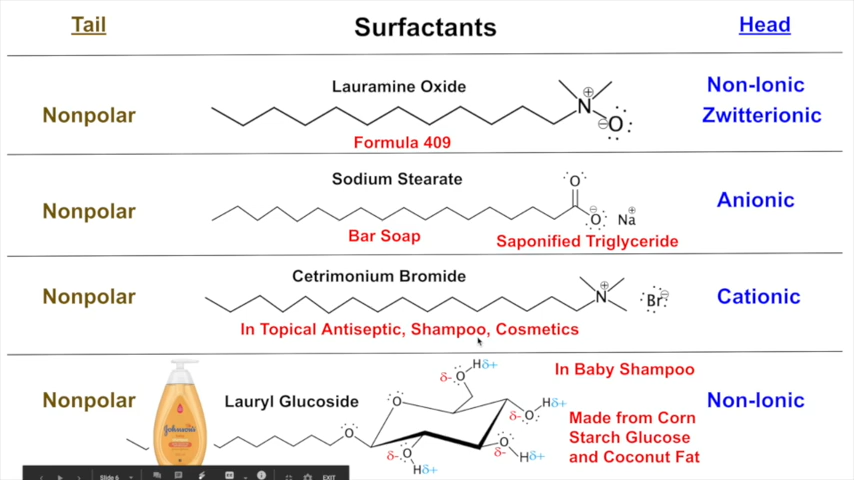 Tail
Surfactants
Head
Lauramine Oxide
Non-Ionic
Zwitterionic
Nonpolar
N
⊕
O
⊖
Formula 409
Sodium Stearate
Anionic
Nonpolar
O
O
⊖
Na
⊕
Bar Soap
Saponified Triglyceride
Cetrimonium Bromide
Nonpolar
N
⊕
Br
⊖
Cationic
In Topical Antiseptic, Shampoo, Cosmetics
In Baby Shampoo
Nonpolar
Lauryl Glucoside
Non-Ionic
Hδ+
δ- O
O
Hδ+
δ- O
Made from Corn
Starch Glucose
and Coconut Fat
Johnson's
O
O
δ-
Hδ+
δ- O
Hδ+
Slide 6
EXIT